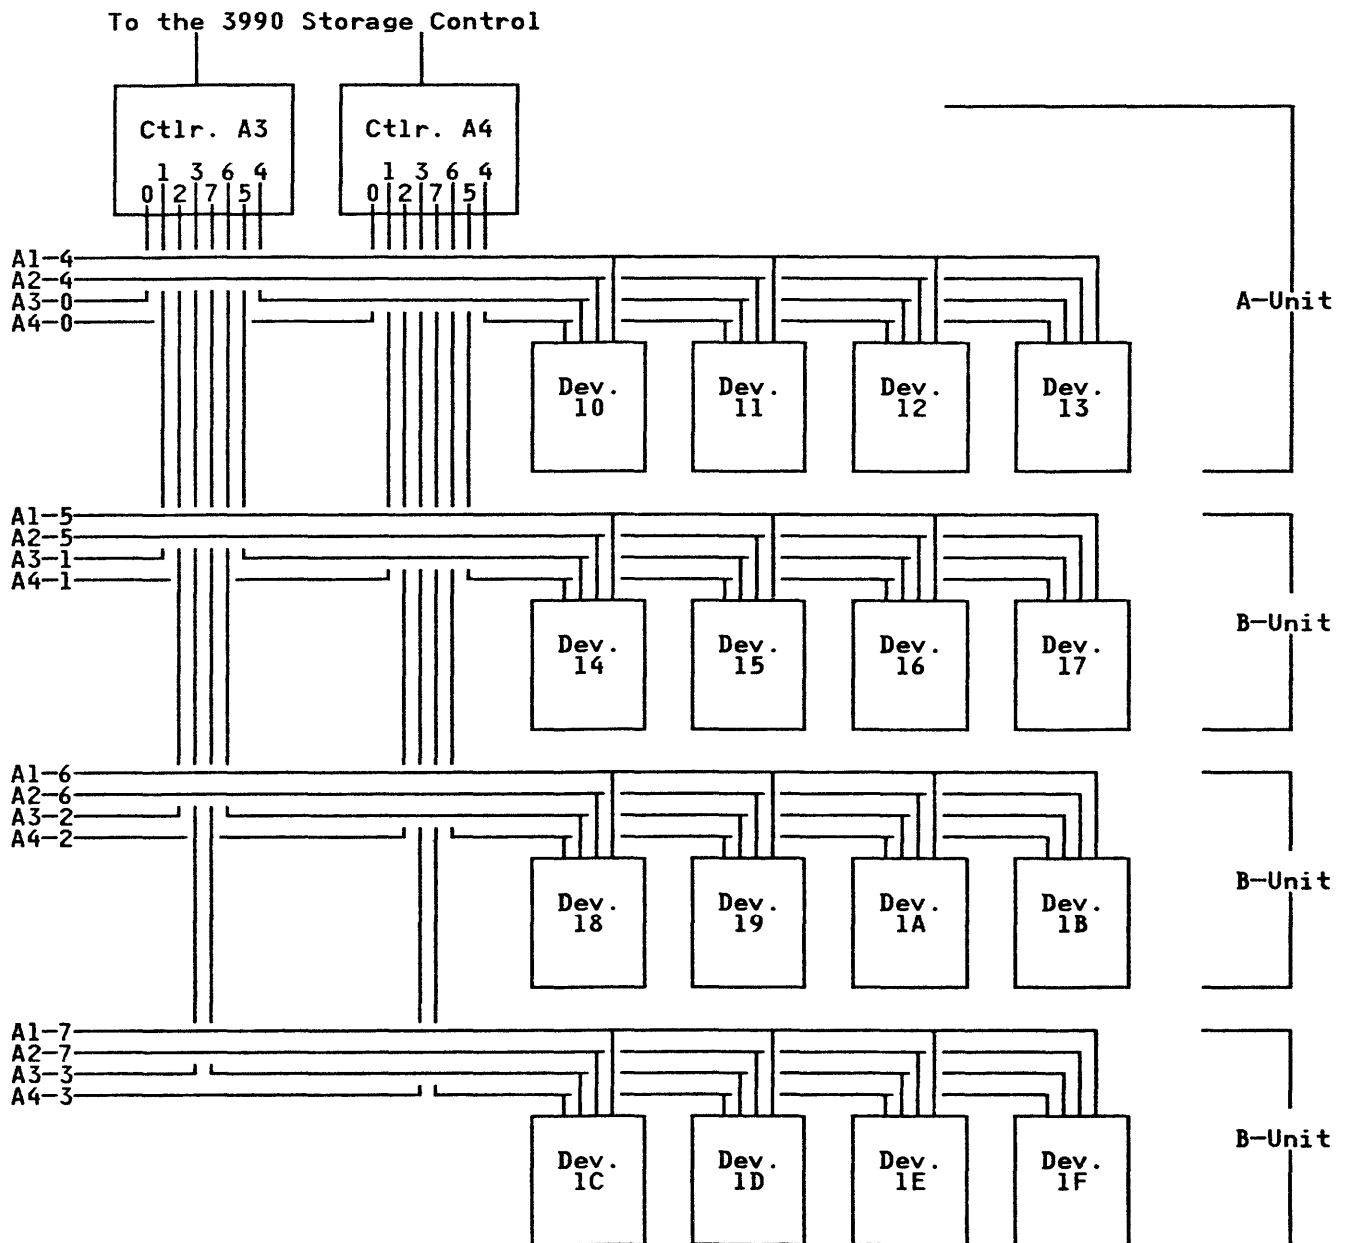 To the 3990 Storage Control
Ctlr. A3
Ctlr. A4
1 3 6 4
0 2 7 5
1 3 6 4
0 2 7 5
A1-4
A2-4
A3-0
A4-0
A-Unit
Dev. 10
Dev. 11
Dev. 12
Dev. 13
A1-5
A2-5
A3-1
A4-1
B-Unit
Dev. 14
Dev. 15
Dev. 16
Dev. 17
A1-6
A2-6
A3-2
A4-2
B-Unit
Dev. 18
Dev. 19
Dev. 1A
Dev. 1B
A1-7
A2-7
A3-3
A4-3
B-Unit
Dev. 1C
Dev. 1D
Dev. 1E
Dev. 1F